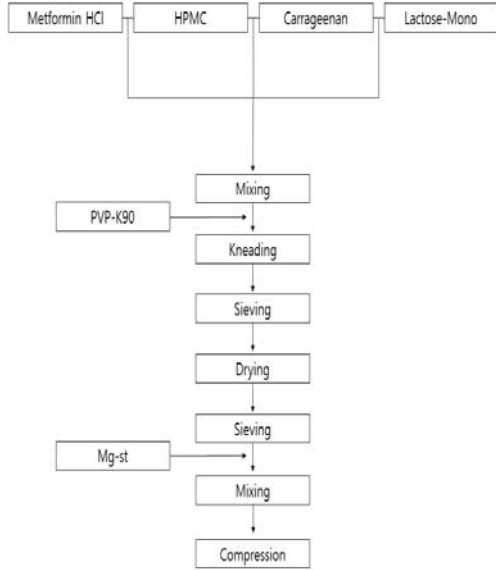 Metformin HCl
HPMC
Carrageenan
Lactose-Mono
Mixing
PVP-K90
Kneading
Sieving
Drying
Sieving
Mg-st
Mixing
Compression